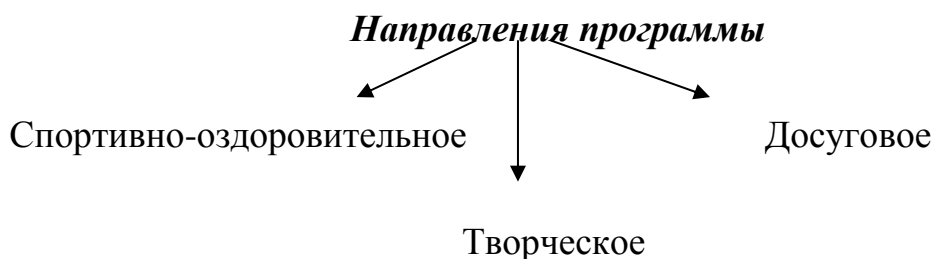 Направления программы
Спортивно-оздоровительное Досуговое
Творческое